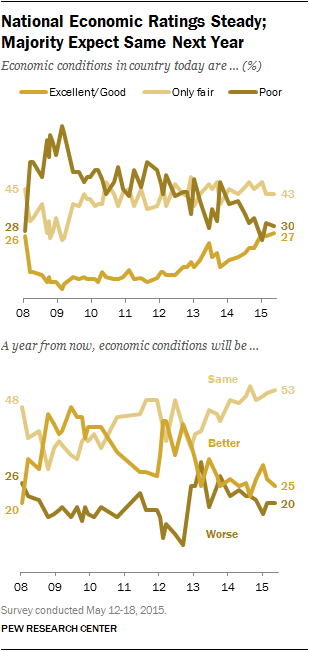 National Economic Ratings Steady;
Majority Expect Same Next Year
Economic conditions in country today are ... (%)
Excellent/Good Only fair Poor
45
43
28
30
26
27
08 09 10 11 12 13 14 15
A year from now, economic conditions will be ...
Same
53
48
Better
26
25
20
20
Worse
08 09 10 11 12 13 14 15
Survey conducted May 12-18, 2015.
PEW RESEARCH CENTER